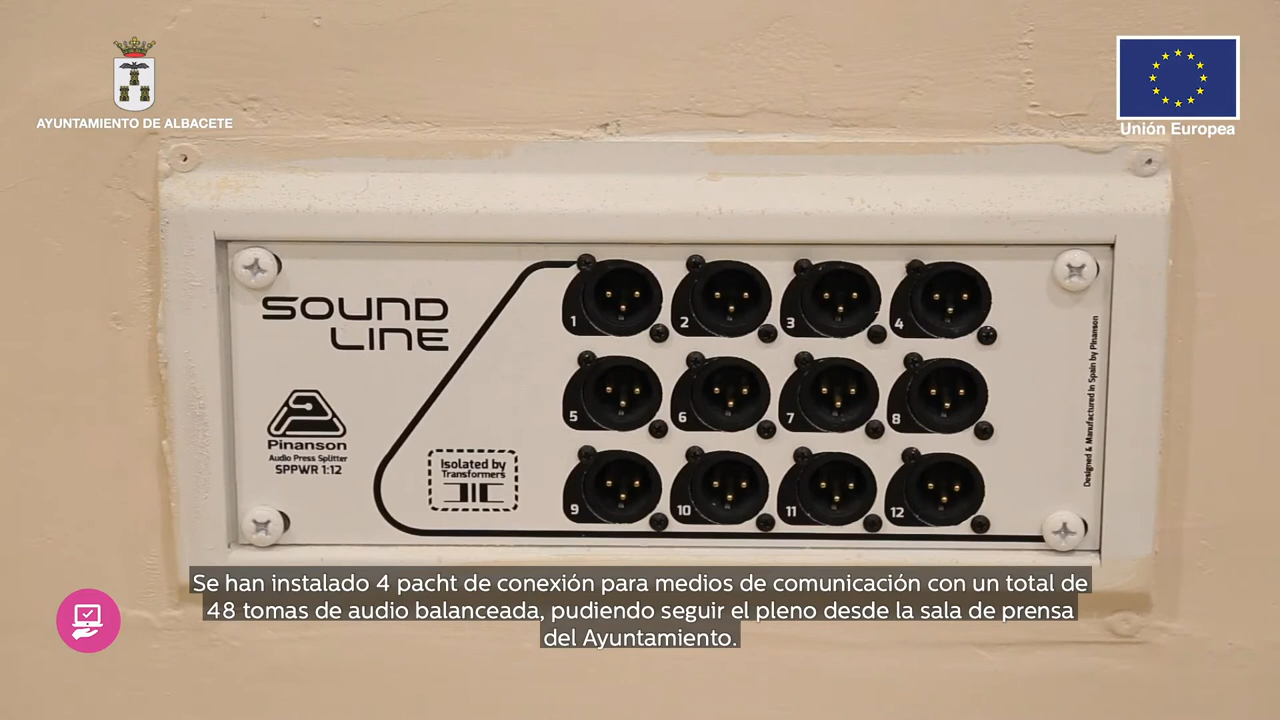 AYUNTAMIENTO DE ALBACETE
Unión Europea
SOUND
LINE
Pinanson
Audio Press Splitter
SPPWR 1:12
Isolated by
Transformers
1 2 3 4
5 6 7 8
9 10 11 12
Designed & Manufactured in Spain by Pinanson
Se han instalado 4 pacht de conexión para medios de comunicación con un total de
48 tomas de audio balanceada, pudiendo seguir el pleno desde la sala de prensa
del Ayuntamiento.